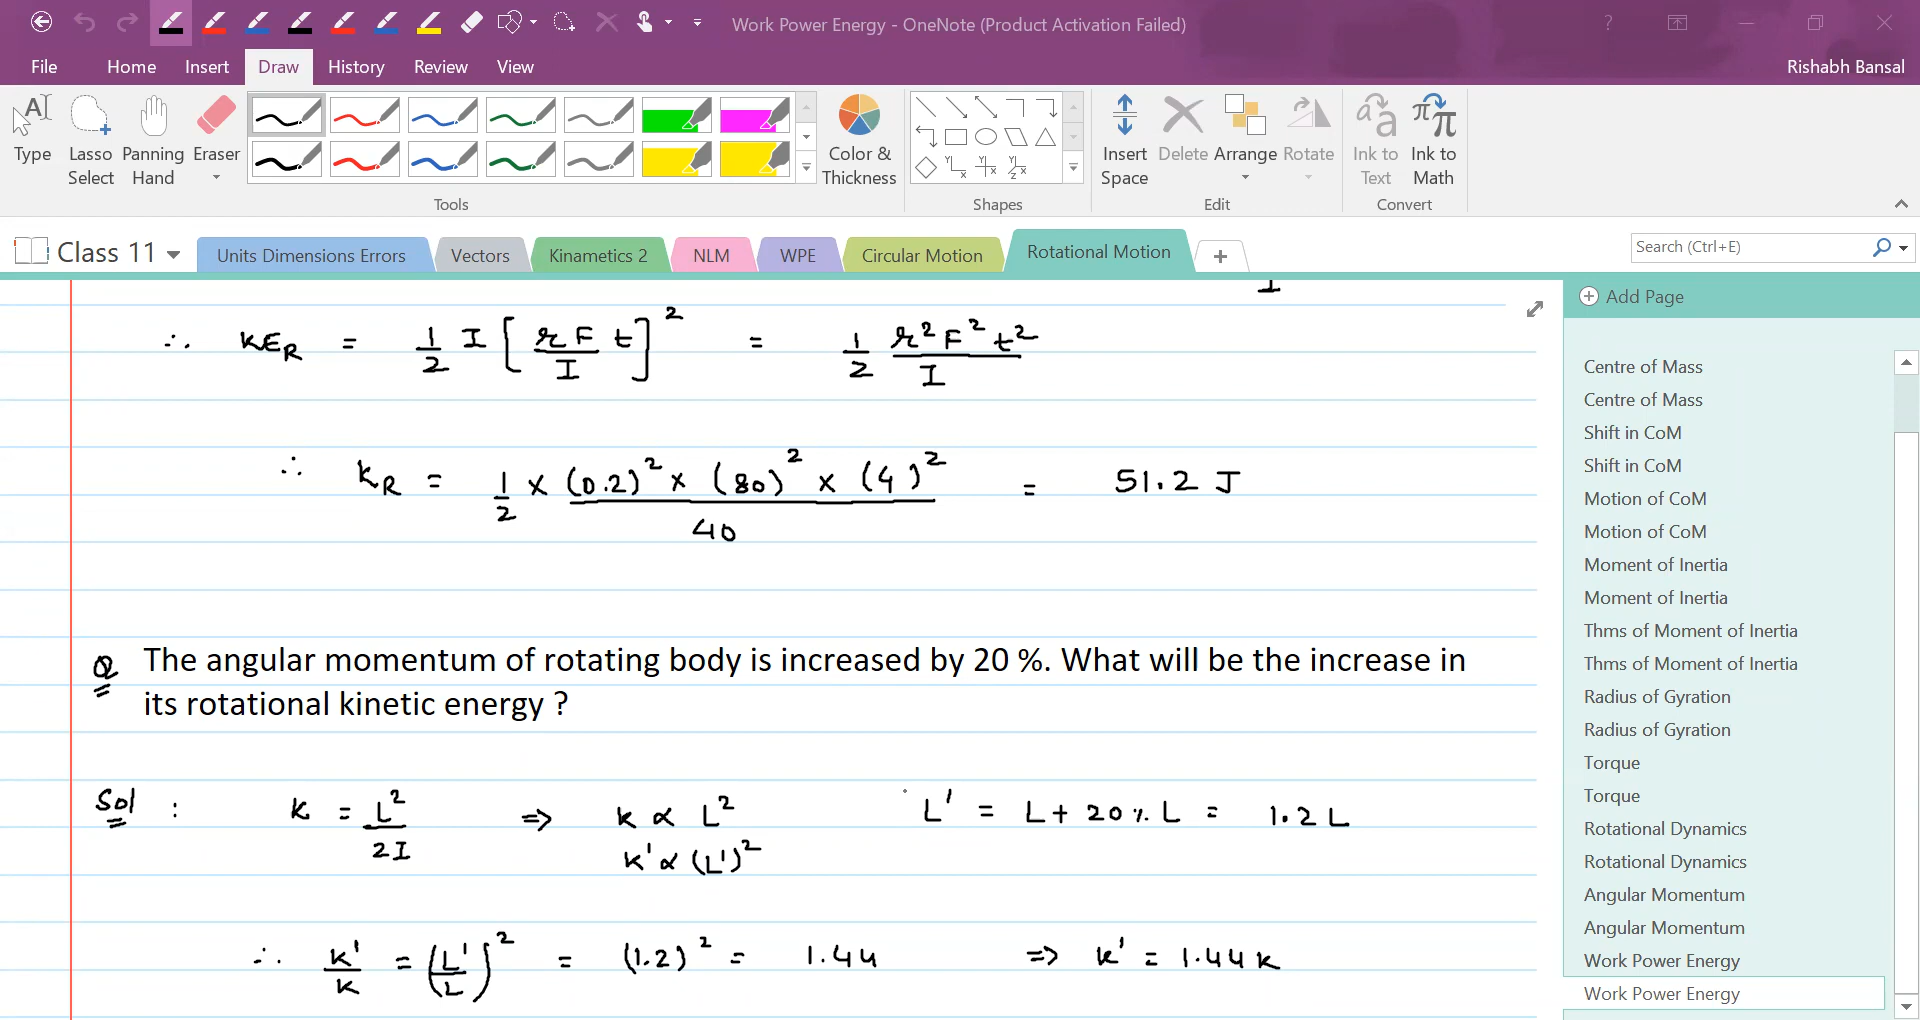 Work Power Energy - OneNote (Product Activation Failed)
?
File Home Insert Draw History Review View
Rishabh Bansal
Type
Lasso Select
Panning Hand
Eraser
Color & Thickness
Insert Space
Delete
Arrange
Rotate
Ink to Text
Ink to Math
Tools
Shapes
Edit
Convert
Class 11
Units Dimensions Errors
Vectors
Kinametics 2
NLM
WPE
Circular Motion
Rotational Motion
Search (Ctrl+E)
Add Page
I
∴ KE_R = 1/2 I [rF/I t]^2 = 1/2 r^2 F^2 t^2 / I
∴ K_R = 1/2 × (0.2)^2 × (80)^2 × (4)^2 / 40 = 51.2 J
Q The angular momentum of rotating body is increased by 20 %. What will be the increase in
its rotational kinetic energy ?
Sol : K = L^2/2I ⇒ K ∝ L^2 L' = L + 20% L = 1.2 L
K' ∝ (L')^2
∴ K'/K = (L'/L)^2 = (1.2)^2 = 1.44 ⇒ K' = 1.44 K
Centre of Mass
Centre of Mass
Shift in CoM
Shift in CoM
Motion of CoM
Motion of CoM
Moment of Inertia
Moment of Inertia
Thms of Moment of Inertia
Thms of Moment of Inertia
Radius of Gyration
Radius of Gyration
Torque
Torque
Rotational Dynamics
Rotational Dynamics
Angular Momentum
Angular Momentum
Work Power Energy
Work Power Energy